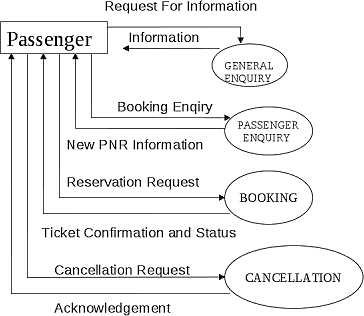 Request For Information
Passenger
Information
GENERAL
ENQUIRY
Booking Enqiry
PASSENGER
ENQUIRY
New PNR Information
Reservation Request
BOOKING
Ticket Confirmation and Status
Cancellation Request
CANCELLATION
Acknowledgement